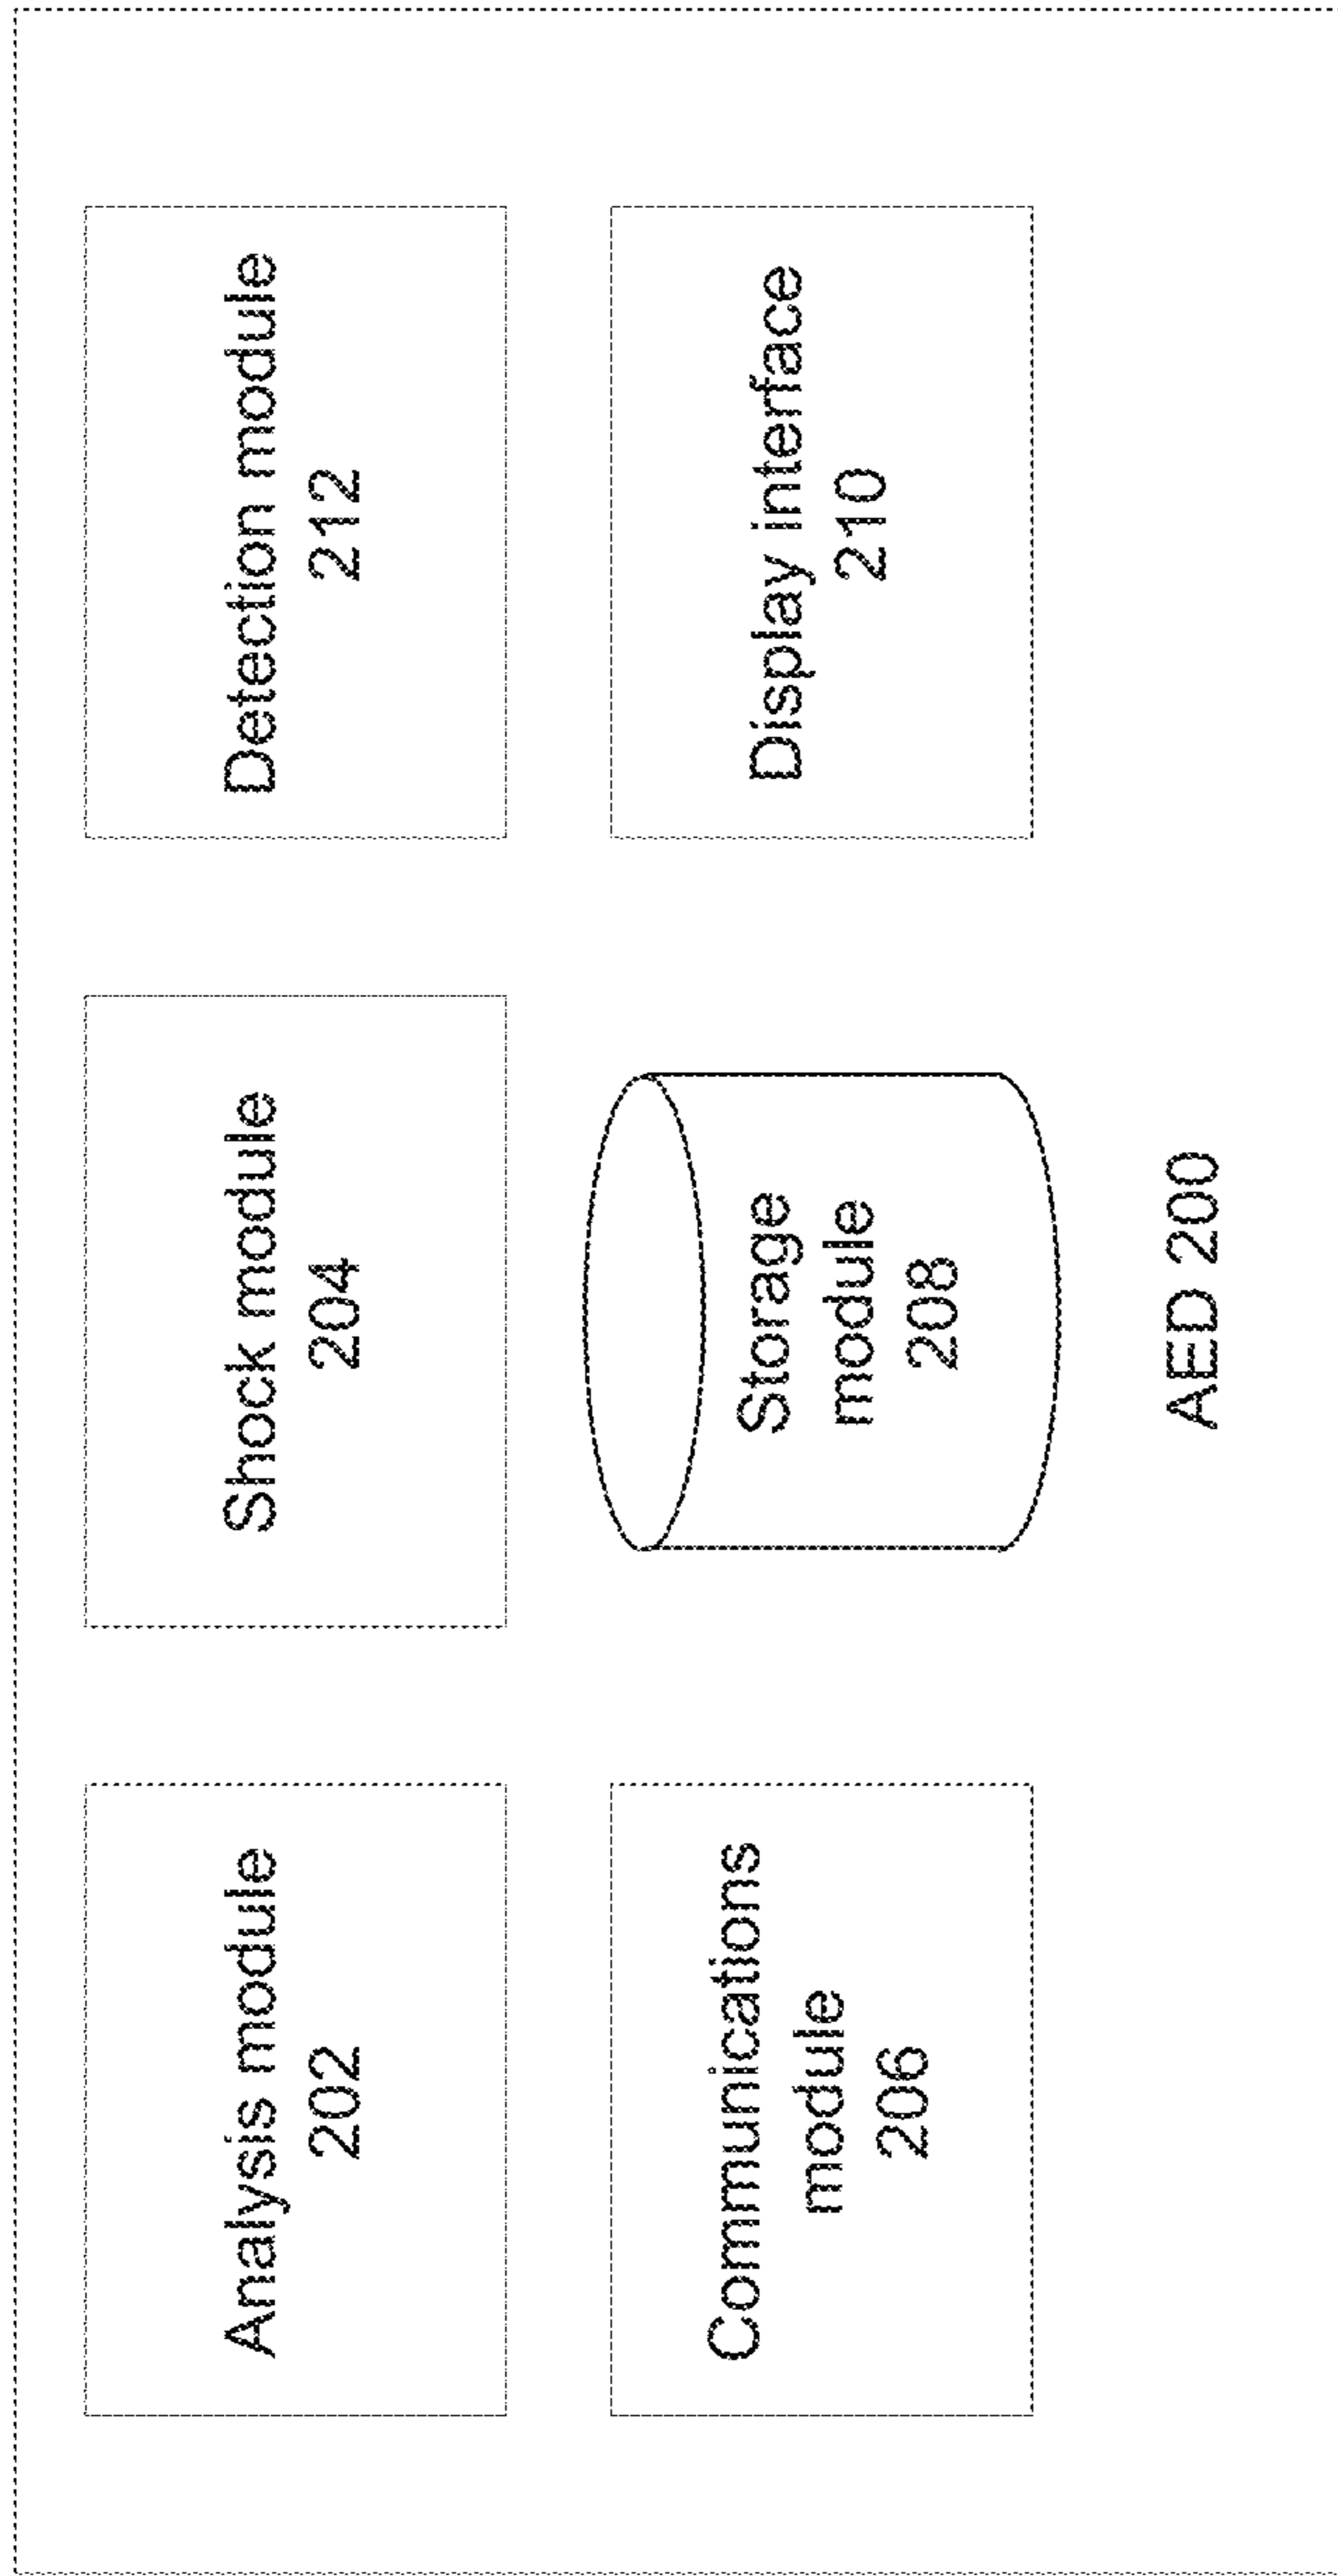 Analysis module
202
Shock module
204
Detection module
212
Communications
module
206
Storage
module
208
Display interface
210
AED 200